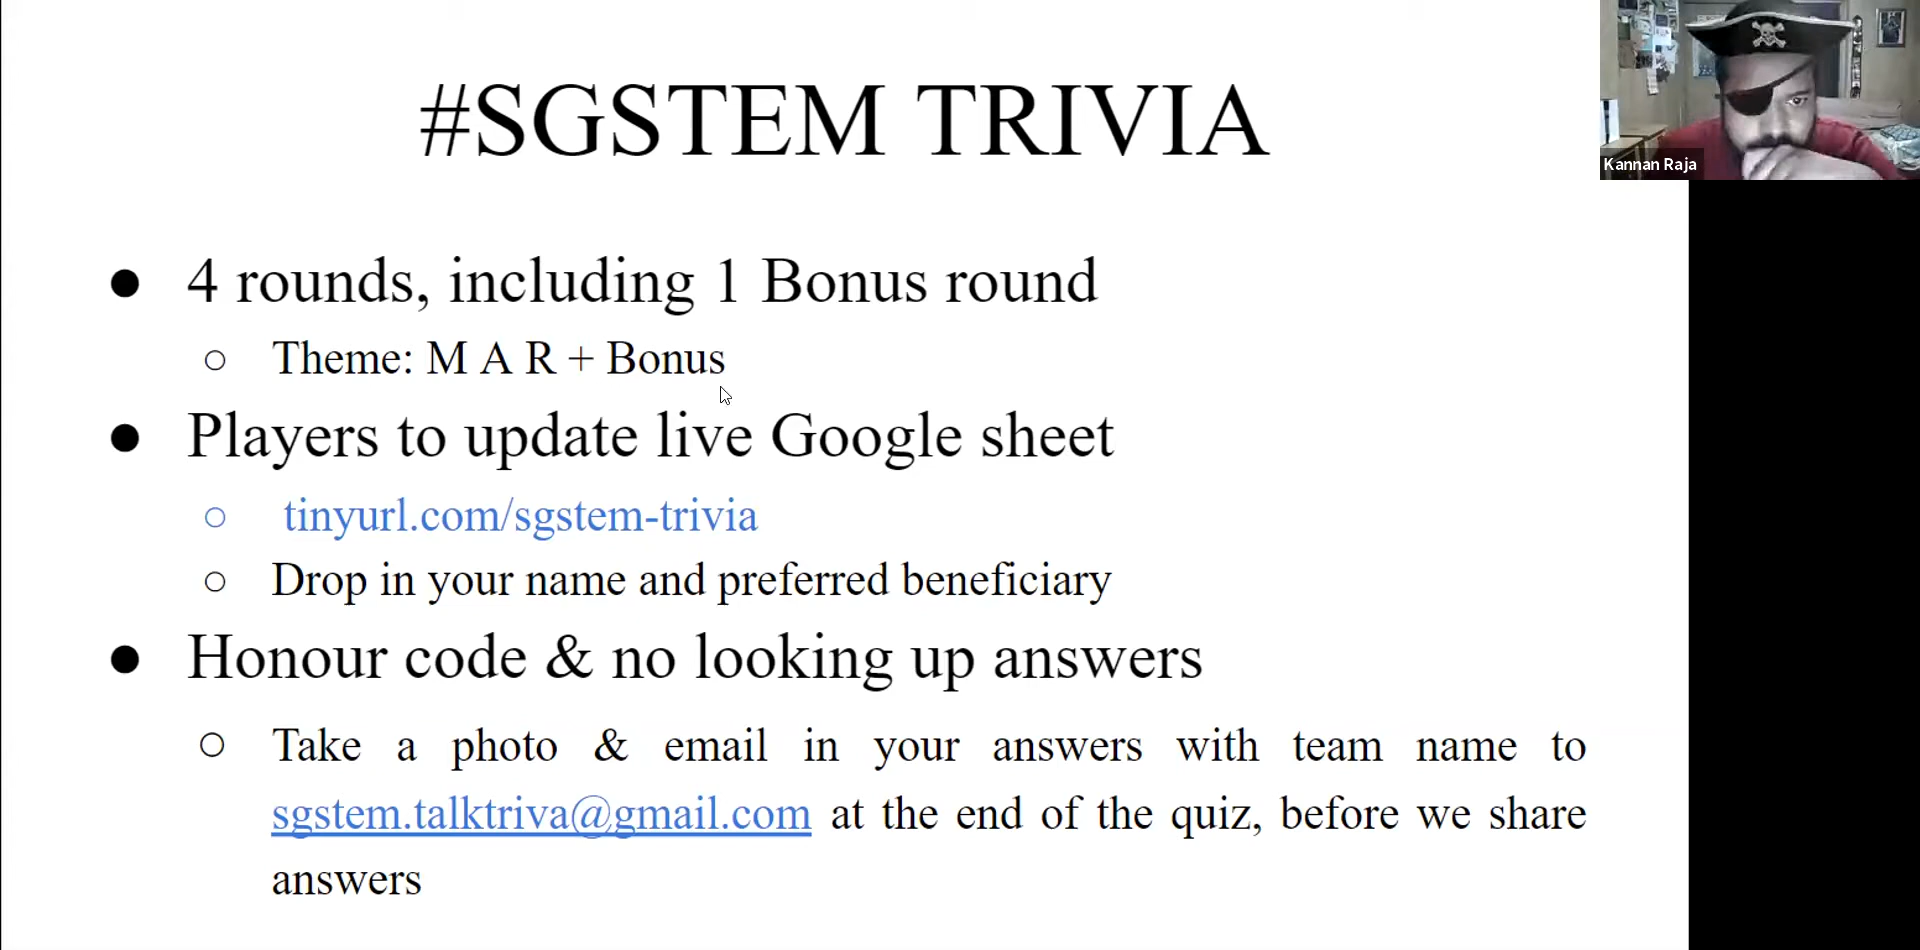 #SGSTEM TRIVIA
Kannan Raja
● 4 rounds, including 1 Bonus round
○ Theme: M A R + Bonus
● Players to update live Google sheet
○ tinyurl.com/sgstem-trivia
○ Drop in your name and preferred beneficiary
● Honour code & no looking up answers
○ Take a photo & email in your answers with team name to
sgstem.talktriva@gmail.com at the end of the quiz, before we share
answers